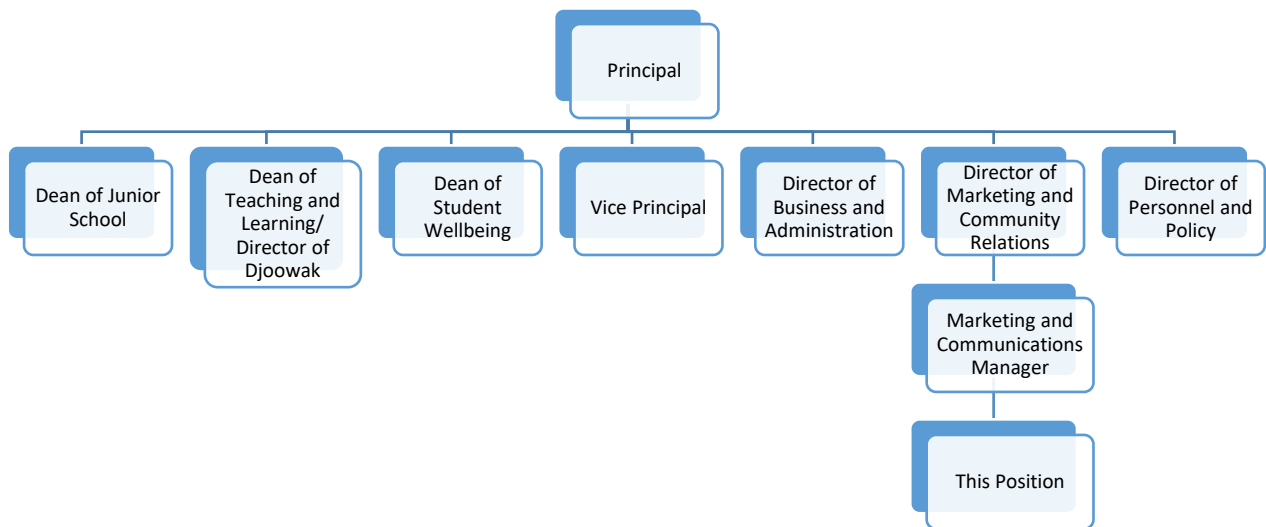 Principal
Dean of Junior
School
Dean of
Teaching and
Learning/
Director of
Djoowak
Dean of
Student
Wellbeing
Vice Principal
Director of
Business and
Administration
Director of
Marketing and
Community
Relations
Director of
Personnel and
Policy
Marketing and
Communications
Manager
This Position